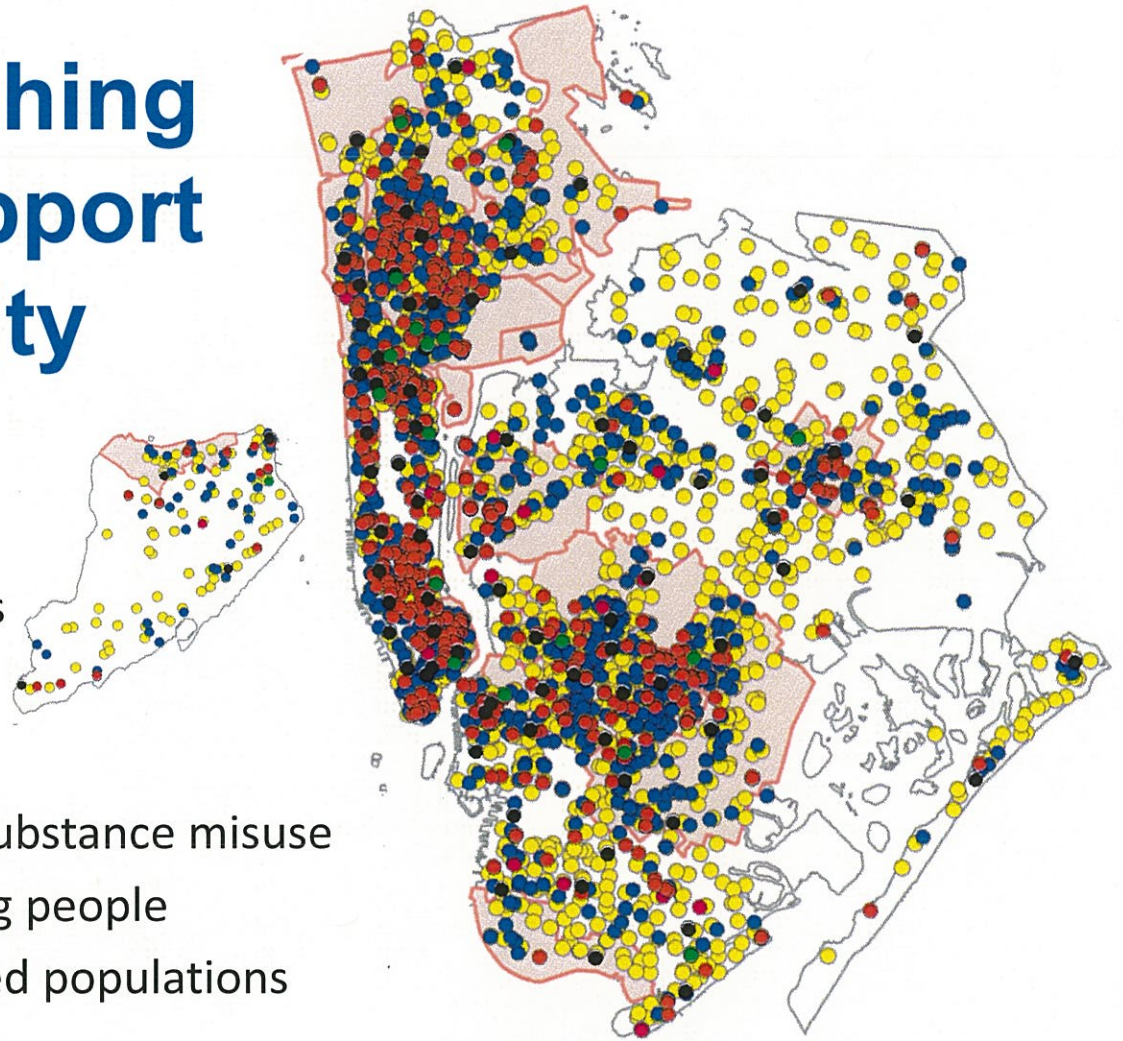 hing
pport
ty
s
ubstance misuse
g people
ed populations